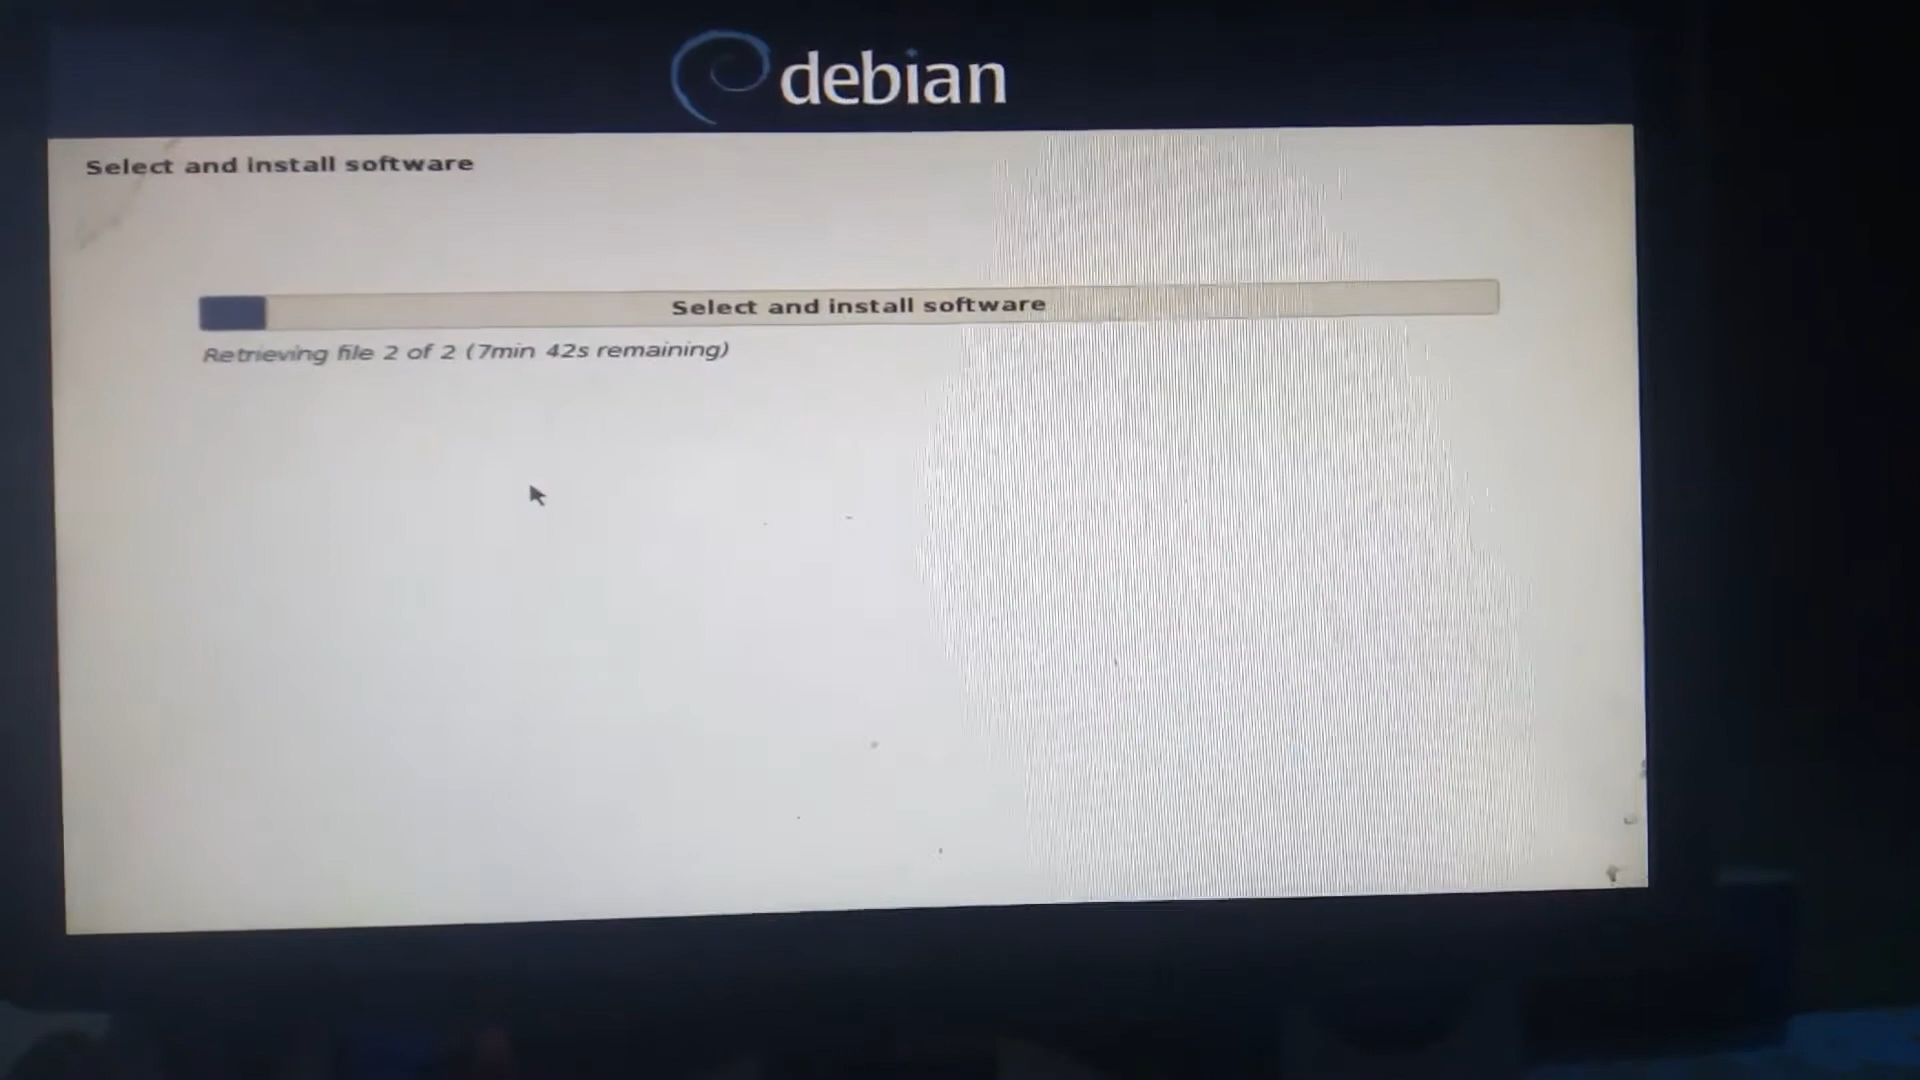 debian
Select and install software
Select and install software
Retrieving file 2 of 2 (7min 42s remaining)